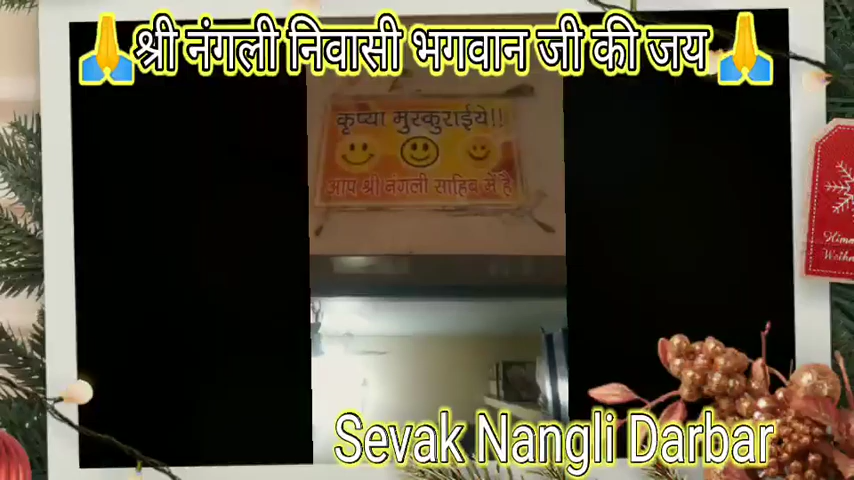 🙏श्री नंगली निवासी भगवान जी की जय🙏
कृप्या मुस्कुराईये!!
आप श्री नंगली साहिब में है
Sevak Nangli Darbar